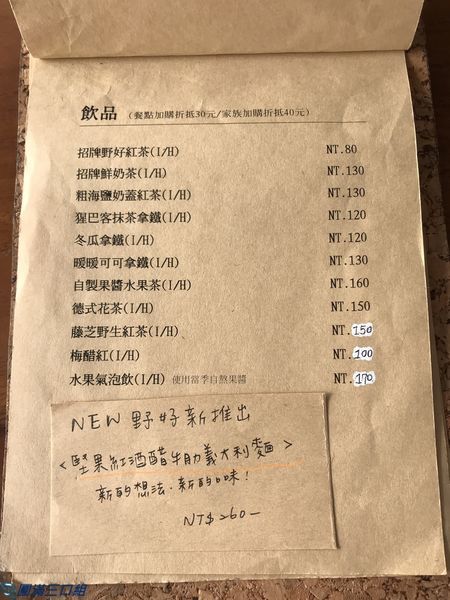 飲品 (餐點加購折抵30元/家族加購折抵40元)
招牌野好紅茶(I/H) NT.80
招牌鮮奶茶(I/H) NT.130
粗海鹽奶蓋紅茶(I/H) NT.130
猩巴客抹茶拿鐵(I/H) NT.120
冬瓜拿鐵(I/H) NT.120
暖暖可可拿鐵(I/H) NT.130
自製果醬水果茶(I/H) NT.160
德式花茶(I/H) NT.150
藤芝野生紅茶(I/H) NT.150
梅醋紅(I/H) NT.100
水果氣泡飲(I/H) 使用當季自熬果醬 NT.170
NEW 野好新推出
<堅果紅酒醋牛肋義大利麵>
新的想法.新的口味!
NT$260-
風滿三口組